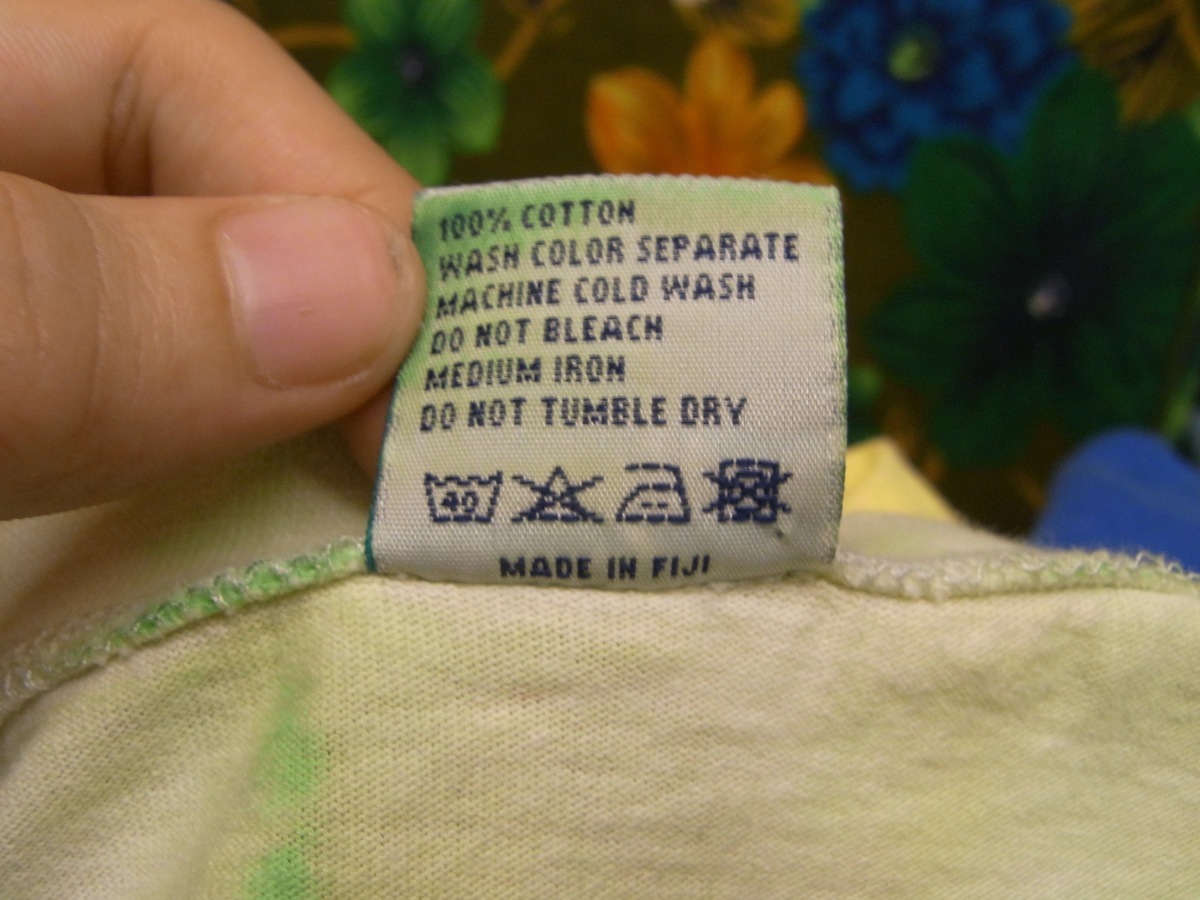 100% COTTON
WASH COLOR SEPARATE
MACHINE COLD WASH
DO NOT BLEACH
MEDIUM IRON
DO NOT TUMBLE DRY
40
MADE IN FIJI